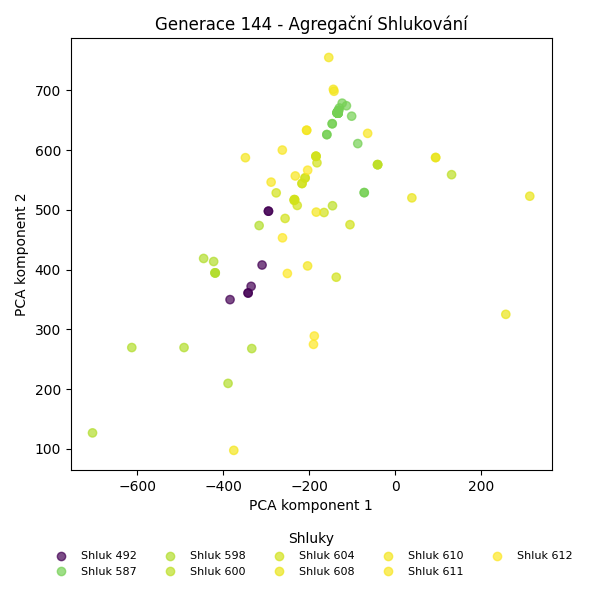 Generace 144 - Agregační Shlukování
PCA komponent 2
700
600
500
400
300
200
100
−600 −400 −200 0 200
PCA komponent 1
Shluky
Shluk 492 Shluk 598 Shluk 604 Shluk 610 Shluk 612
Shluk 587 Shluk 600 Shluk 608 Shluk 611